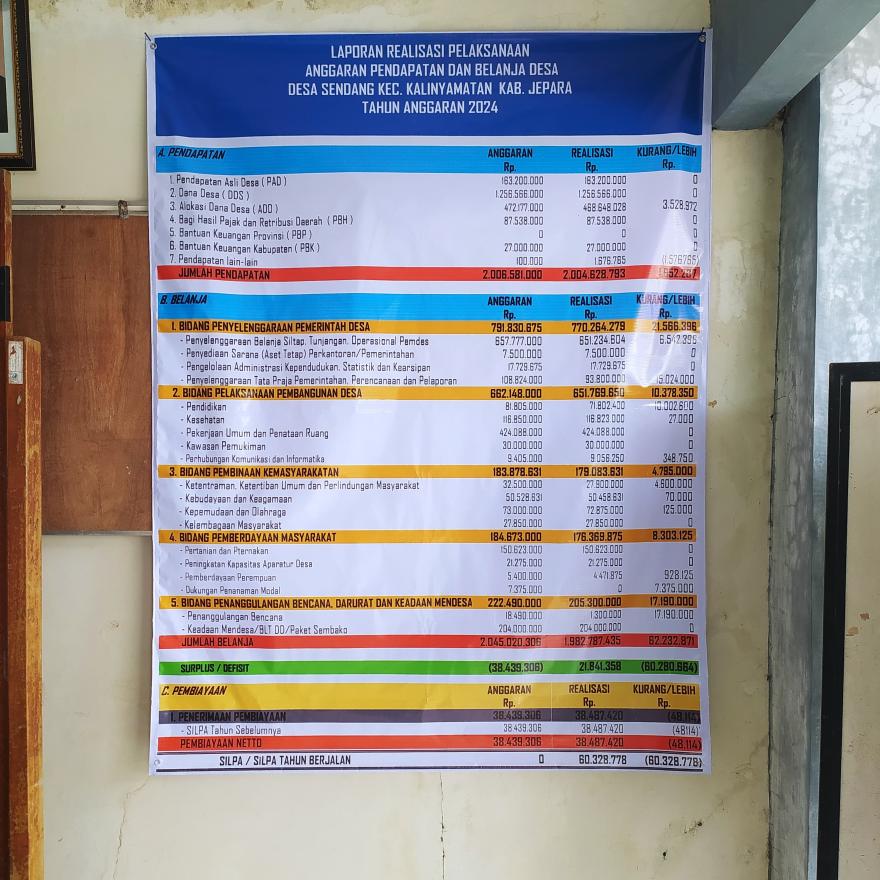 LAPORAN REALISASI PELAKSANAAN
ANGGARAN PENDAPATAN DAN BELANJA DESA
DESA SENDANG KEC. KALINYAMATAN KAB. JEPARA
TAHUN ANGGARAN 2024
A. PENDAPATAN ANGGARAN REALISASI KURANG/LEBIH
Rp. Rp. Rp.
1. Pendapatan Asli Desa ( PAD ) 163.200.000 163.200.000 0
2. Dana Desa ( DDS ) 1.256.566.000 1.256.566.000 0
3. Alokasi Dana Desa ( ADD ) 472.177.000 468.648.028 3.528.972
4. Bagi Hasil Pajak dan Retribusi Daerah ( PBH ) 87.538.000 87.538.000 0
5. Bantuan Keuangan Provinsi ( PBP ) 0 0 0
6. Bantuan Keuangan Kabupaten ( PBK ) 27.000.000 27.000.000 0
7. Pendapatan lain-lain 100.000 1.676.765 (1.576765)
JUMLAH PENDAPATAN 2.006.581.000 2.004.628.793 1.952.207
B. BELANJA ANGGARAN REALISASI KURANG/LEBIH
Rp. Rp. Rp.
1. BIDANG PENYELENGGARAAN PEMERINTAH DESA 791.830.675 770.264.279 21.566.396
- Penyelenggaraan Belanja Siltap, Tunjangan, Operasional Pemdes 657.777.000 651.234.604 6.542.396
- Penyediaan Sarana (Aset Tetap) Perkantoran/Pemerintahan 7.500.000 7.500.000 0
- Pengelolaan Administrasi Kependudukan, Statistik dan Kearsipan 17.729.675 17.729.675 0
- Penyelenggaraan Tata Praja Pemerintahan, Perencanaan dan Pelaporan 108.824.000 93.800.000 15.024.000
2. BIDANG PELAKSANAAN PEMBANGUNAN DESA 662.148.000 651.769.650 10.378.350
- Pendidikan 81.805.000 71.802.400 10.002.600
- Kesehatan 116.850.000 116.823.000 27.000
- Pekerjaan Umum dan Penataan Ruang 424.088.000 424.088.000 0
- Kawasan Pemukiman 30.000.000 30.000.000 0
- Perhubungan Komunikasi dan Informatika 9.405.000 9.056.250 348.750
3. BIDANG PEMBINAAN KEMASYARAKATAN 183.878.631 179.083.631 4.795.000
- Ketentraman, Ketertiban Umum dan Perlindungan Masyarakat 32.500.000 27.900.000 4.600.000
- Kebudayaan dan Keagamaan 50.528.631 50.458.631 70.000
- Kepemudaan dan Olahraga 73.000.000 72.875.000 125.000
- Kelembagaan Masyarakat 27.850.000 27.850.000 0
4. BIDANG PEMBERDAYAAN MASYARAKAT 184.673.000 176.369.875 8.303.125
- Pertanian dan Pternakan 150.623.000 150.623.000 0
- Peningkatan Kapasitas Aparatur Desa 21.275.000 21.275.000 0
- Pemberdayaan Perempuan 5.400.000 4.471.875 928.125
- Dukungan Penanaman Modal 7.375.000 0 7.375.000
5. BIDANG PENANGGULANGAN BENCANA, DARURAT DAN KEADAAN MENDESA 222.490.000 205.300.000 17.190.000
- Penanggulangan Bencana 18.490.000 1.300.000 17.190.000
- Keadaan Mendesa/BLT DD/Paket Sembako 204.000.000 204.000.000 0
JUMLAH BELANJA 2.045.020.306 1.982.787.435 62.232.871
SURPLUS / DEFISIT (38.439.306) 21.841.358 (60.280.664)
C. PEMBIAYAAN ANGGARAN REALISASI KURANG/LEBIH
Rp. Rp. Rp.
1. PENERIMAAN PEMBIAYAAN 38.439.306 38.487.420 (48.114)
- SILPA Tahun Sebelumnya 38.439.306 38.487.420 (48114)
PEMBIAYAAN NETTO 38.439.306 38.487.420 (48.114)
SILPA / SILPA TAHUN BERJALAN 0 60.328.778 (60.328.778)